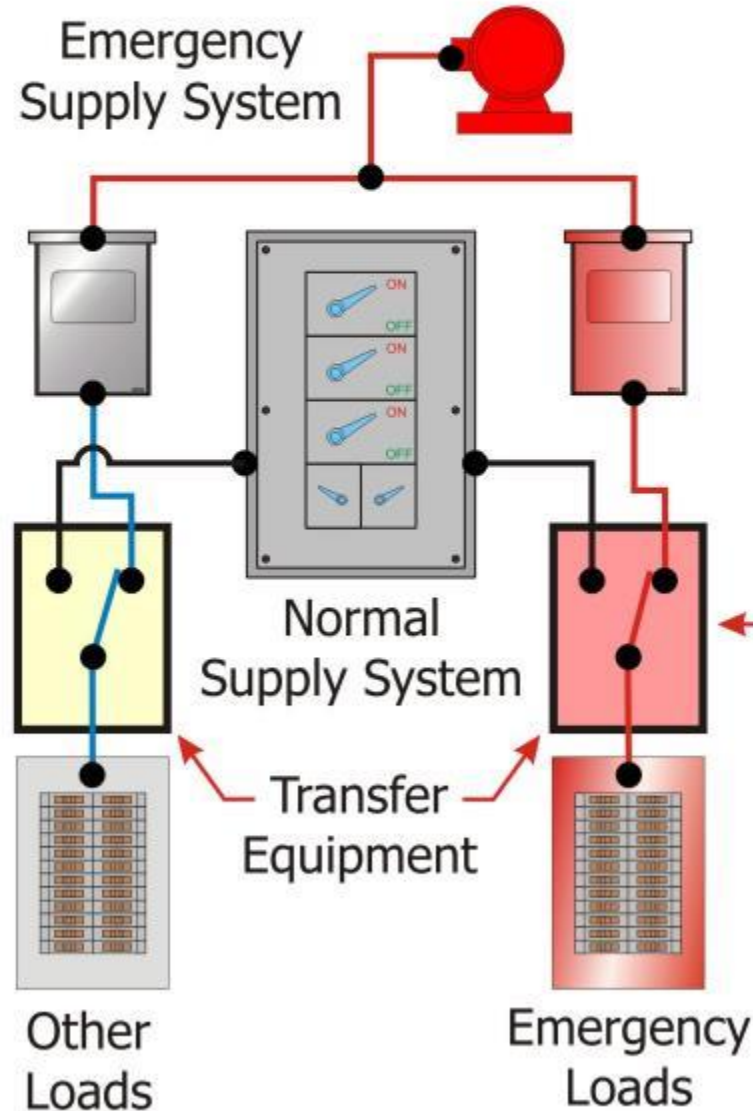 Emergency
Supply System
ON
OFF
ON
OFF
ON
OFF
Normal
Supply System
Transfer
Equipment
Other
Loads
Emergency
Loads